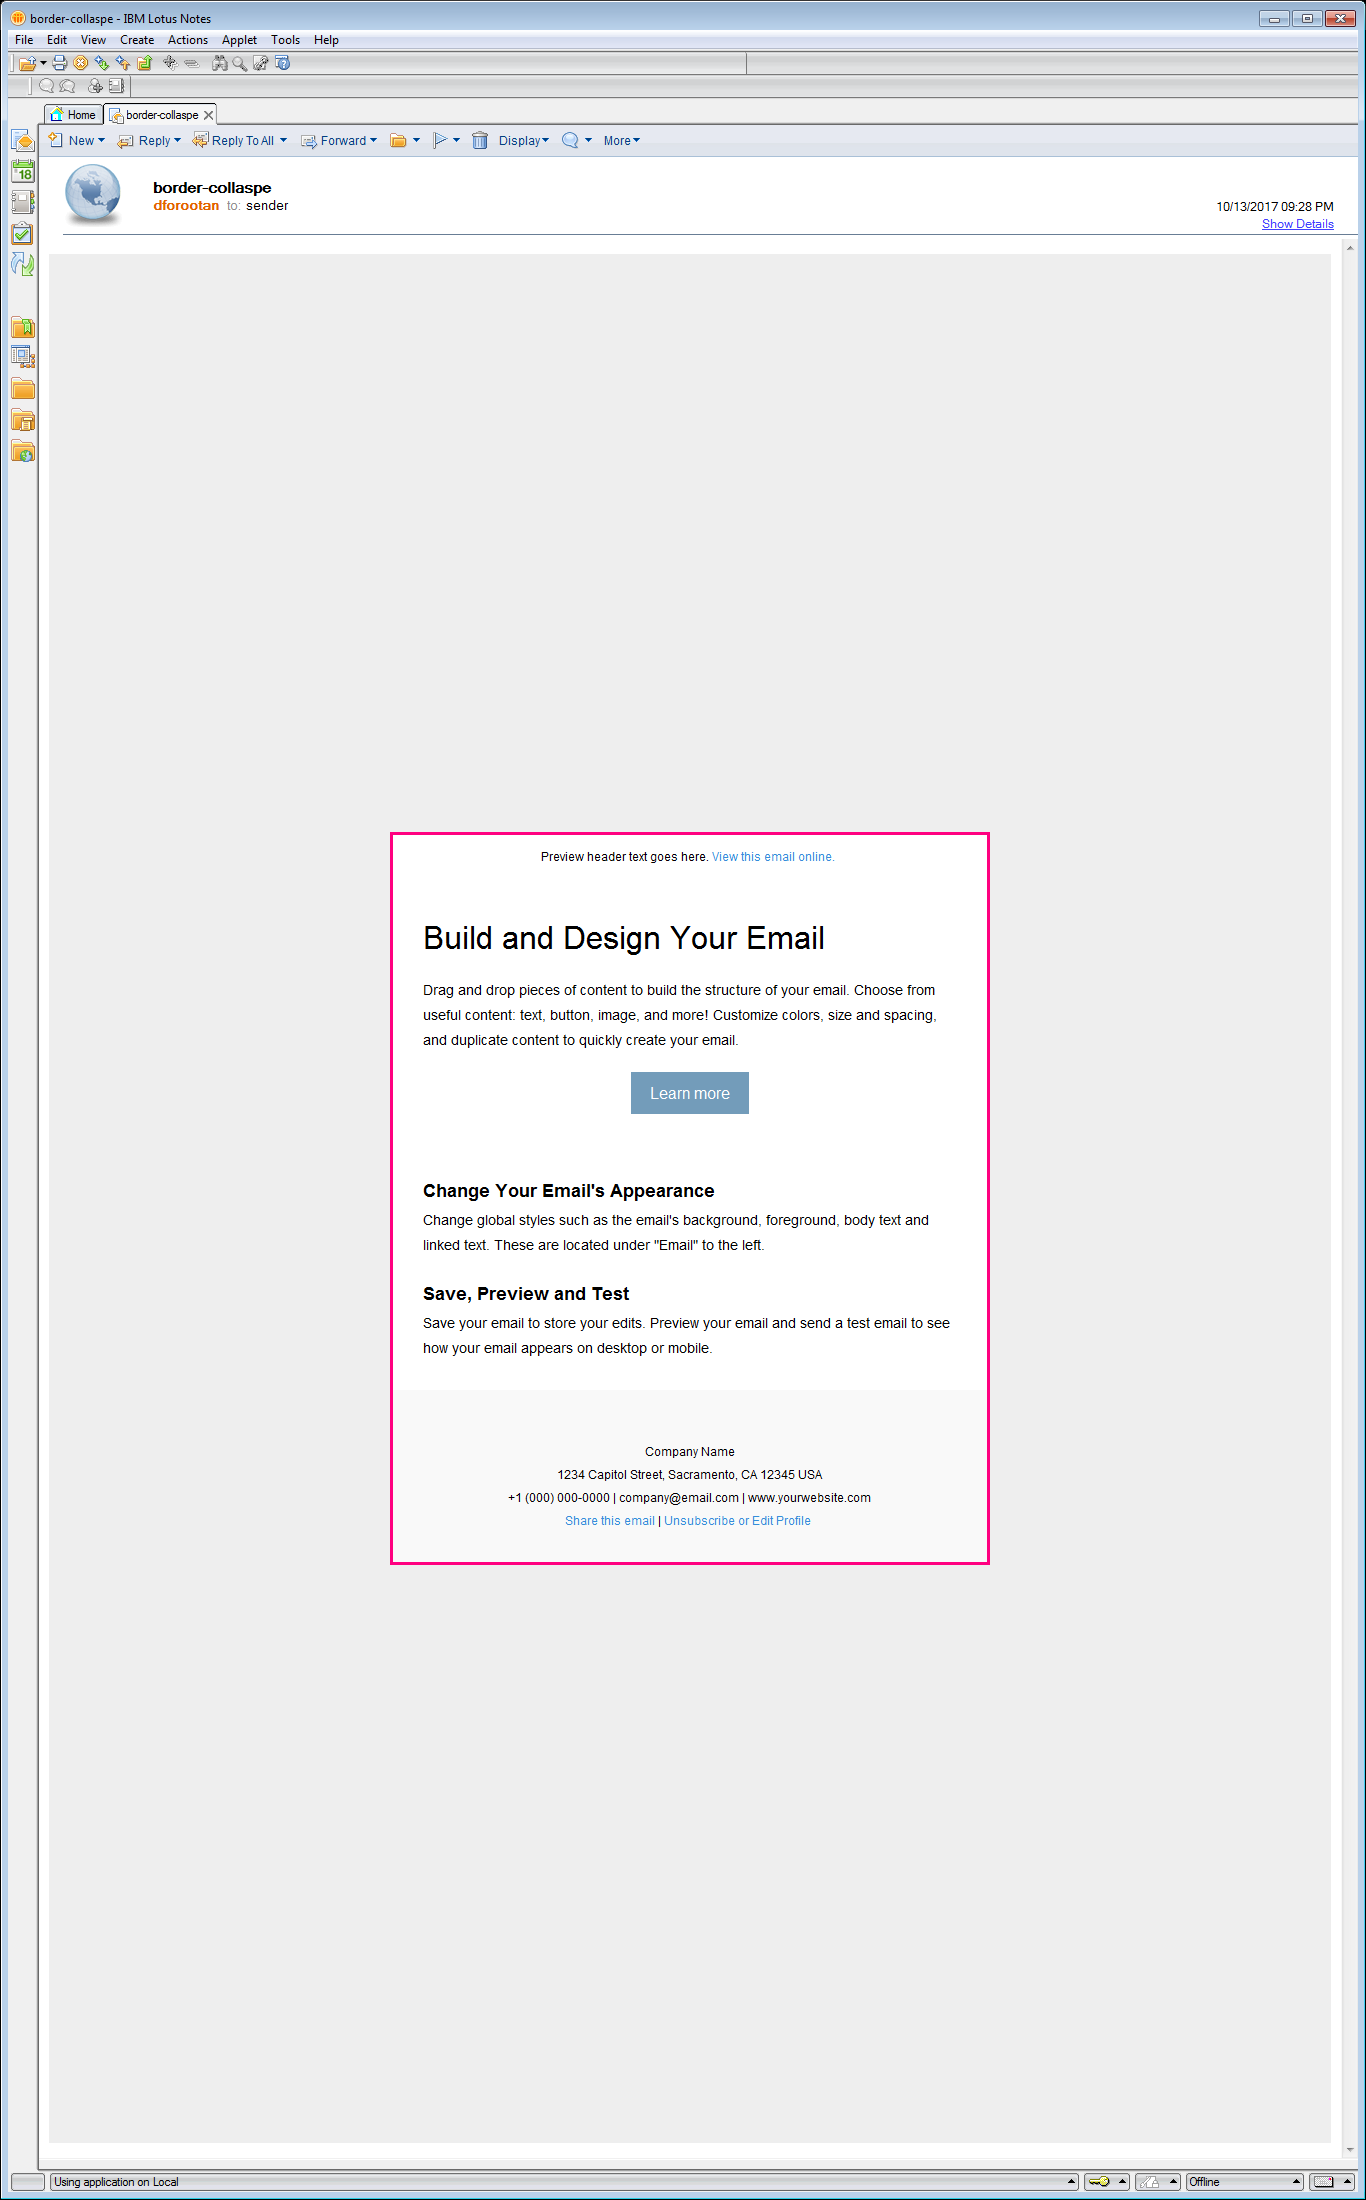 border-collaspe - IBM Lotus Notes
File Edit View Create Actions Applet Tools Help
Home border-collaspe
New Reply Reply To All Forward Display More
border-collaspe
dforootan to: sender
10/13/2017 09:28 PM
Show Details
18
Preview header text goes here. View this email online.
Build and Design Your Email
Drag and drop pieces of content to build the structure of your email. Choose from
useful content: text, button, image, and more! Customize colors, size and spacing,
and duplicate content to quickly create your email.
Learn more
Change Your Email's Appearance
Change global styles such as the email's background, foreground, body text and
linked text. These are located under "Email" to the left.
Save, Preview and Test
Save your email to store your edits. Preview your email and send a test email to see
how your email appears on desktop or mobile.
Company Name
1234 Capitol Street, Sacramento, CA 12345 USA
+1 (000) 000-0000 | company@email.com | www.yourwebsite.com
Share this email | Unsubscribe or Edit Profile
Using application on Local
Offline